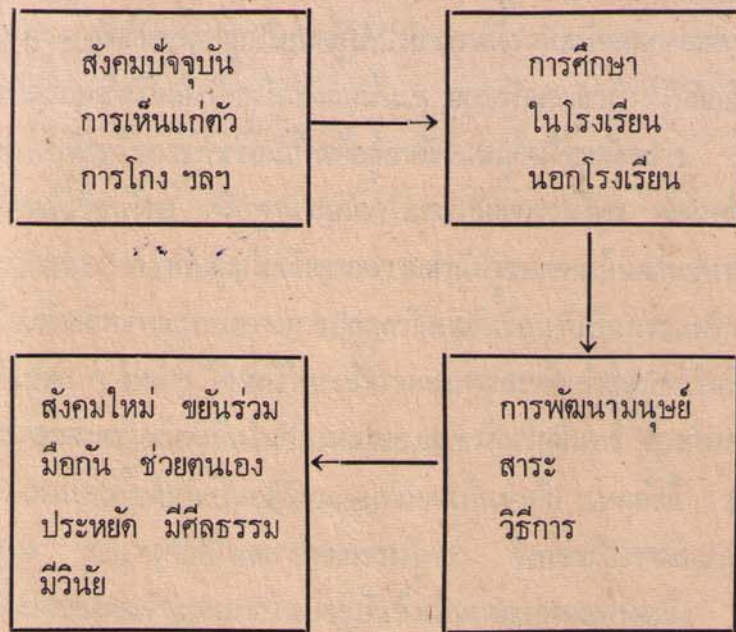 สังคมปัจจุบัน
การเห็นแก่ตัว
การโกง ฯลฯ
การศึกษา
ในโรงเรียน
นอกโรงเรียน
การพัฒนามนุษย์
สาระ
วิธีการ
สังคมใหม่ ขยันร่วม
มือกัน ช่วยตนเอง
ประหยัด มีศีลธรรม
มีวินัย